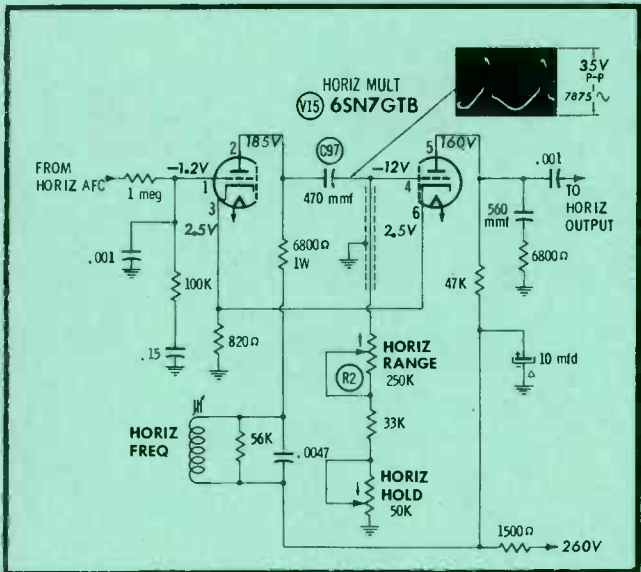 HORIZ MULT
V15 6SN7GTB
35V
P-P
7875 ~
FROM
HORIZ AFC
1 meg
-1.2V
2
185V
1
3
2.5V
C97
470 mmf
-12V
5
160V
4
6
2.5V
.001
TO
HORIZ
OUTPUT
560
mmf
6800Ω
.001
100K
.15
820Ω
6800Ω
1W
47K
10 mfd
HORIZ
RANGE
250K
R2
33K
HORIZ
HOLD
50K
HORIZ
FREQ
56K
.0047
1500Ω
260V